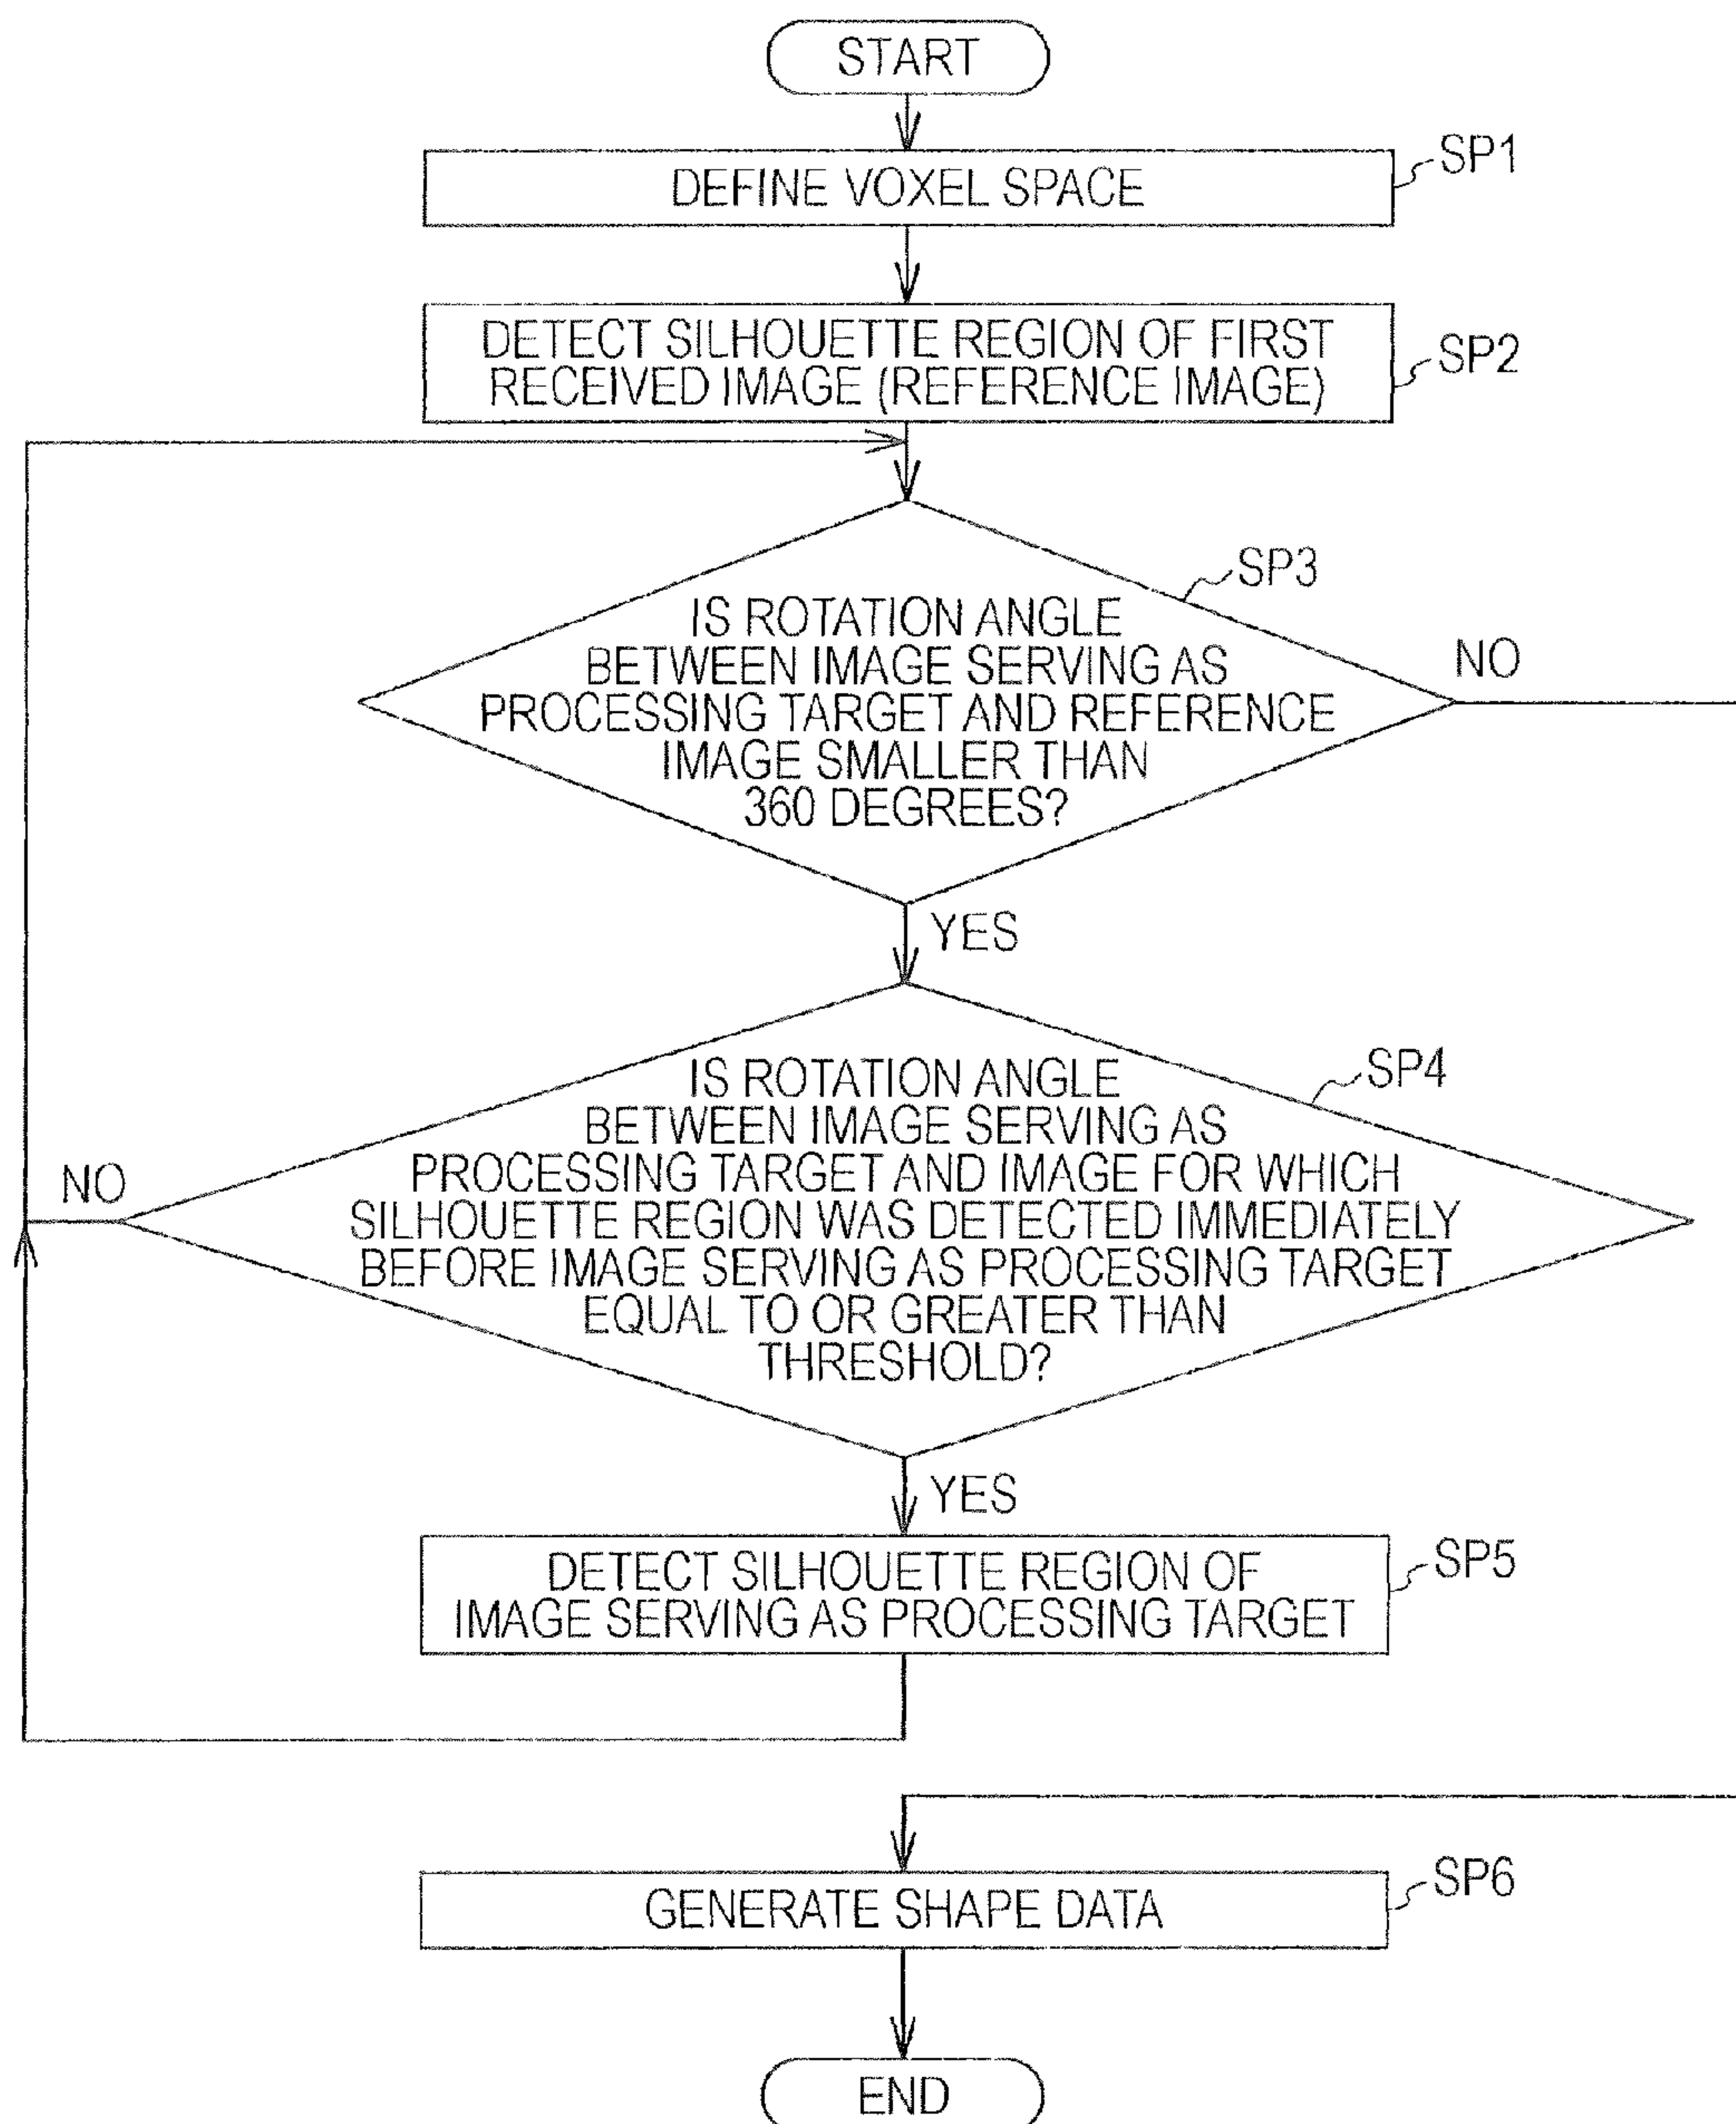 START
DEFINE VOXEL SPACE
SP1
DETECT SILHOUETTE REGION OF FIRST
RECEIVED IMAGE (REFERENCE IMAGE)
SP2
IS ROTATION ANGLE
BETWEEN IMAGE SERVING AS
PROCESSING TARGET AND REFERENCE
IMAGE SMALLER THAN
360 DEGREES?
SP3
NO
YES
IS ROTATION ANGLE
BETWEEN IMAGE SERVING AS
PROCESSING TARGET AND IMAGE FOR WHICH
SILHOUETTE REGION WAS DETECTED IMMEDIATELY
BEFORE IMAGE SERVING AS PROCESSING TARGET
EQUAL TO OR GREATER THAN
THRESHOLD?
SP4
NO
YES
DETECT SILHOUETTE REGION OF
IMAGE SERVING AS PROCESSING TARGET
SP5
GENERATE SHAPE DATA
SP6
END